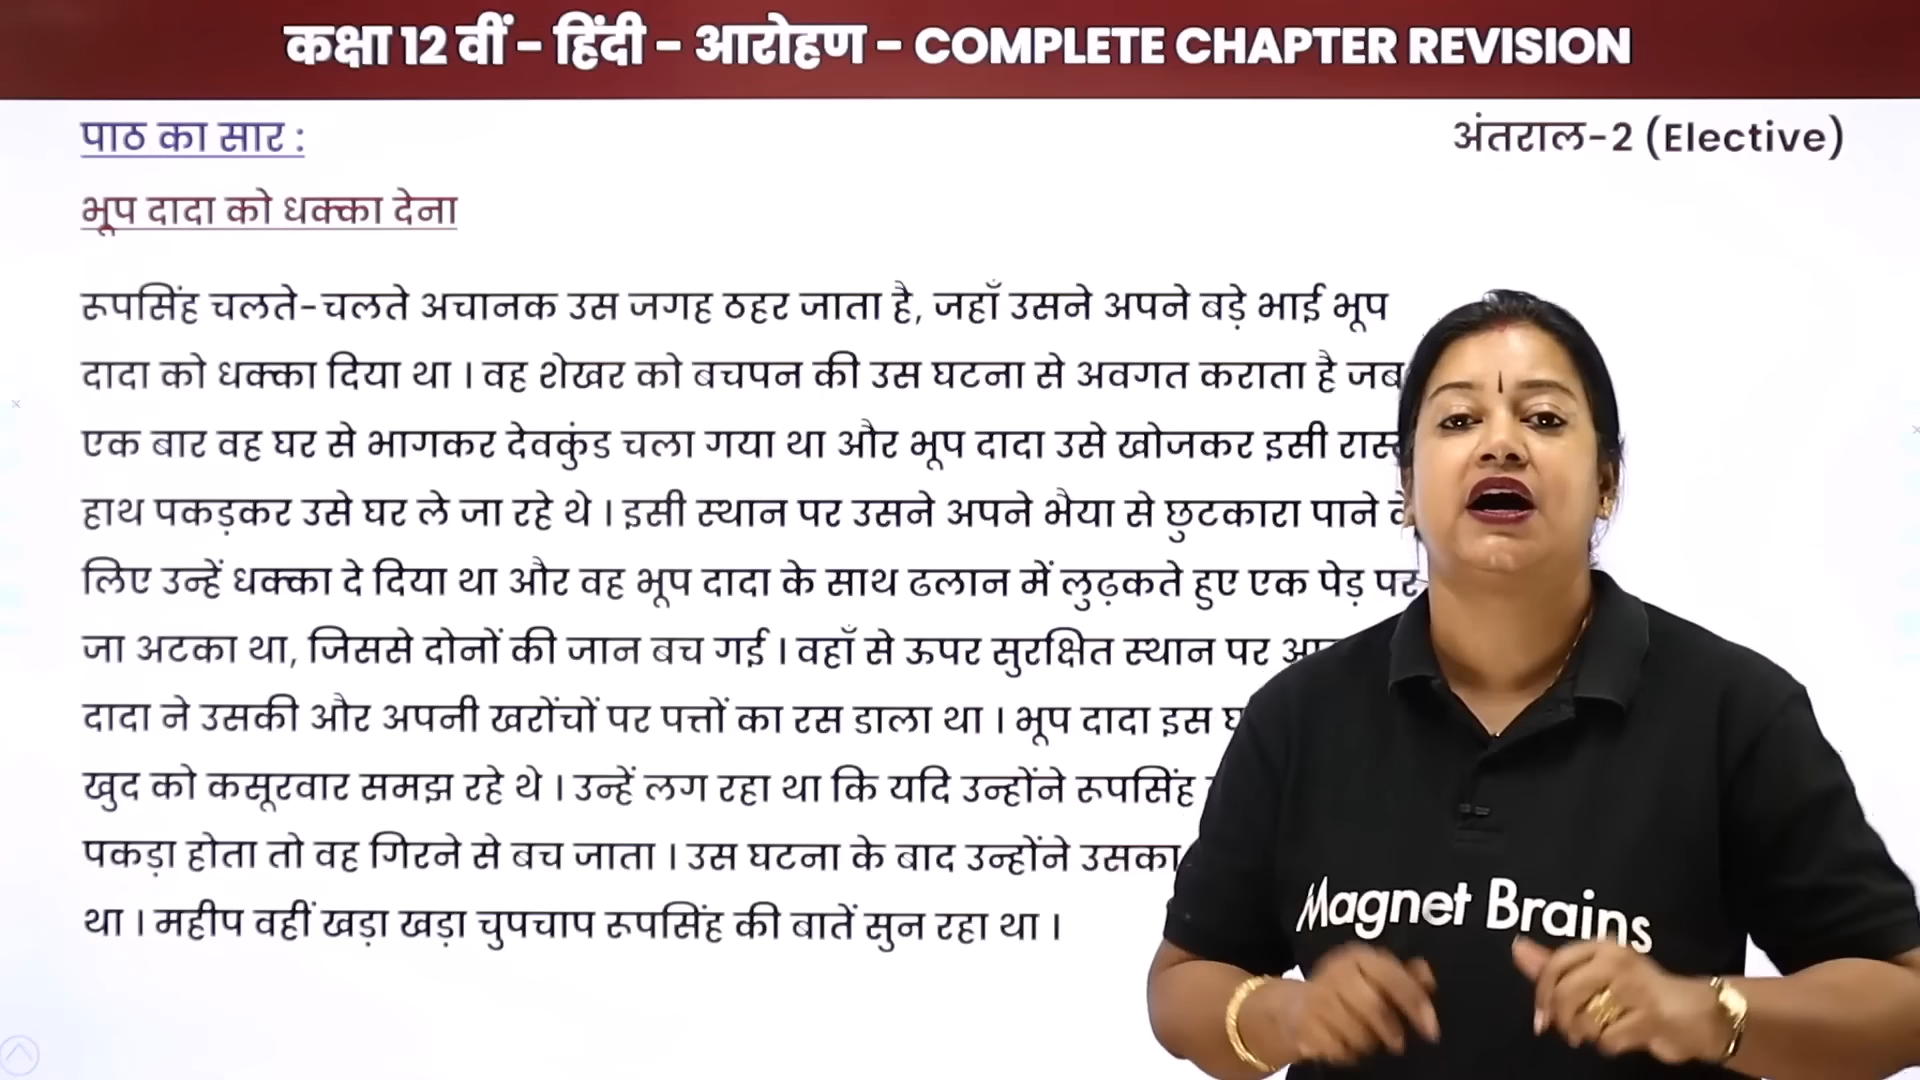 कक्षा 12 वीं - हिंदी - आरोहण - COMPLETE CHAPTER REVISION
पाठ का सार :
अंतराल-2 (Elective)
भूप दादा को धक्का देना
रूपसिंह चलते-चलते अचानक उस जगह ठहर जाता है, जहाँ उसने अपने बड़े भाई भूप
दादा को धक्का दिया था । वह शेखर को बचपन की उस घटना से अवगत कराता है जब
एक बार वह घर से भागकर देवकुंड चला गया था और भूप दादा उसे खोजकर इसी
हाथ पकड़कर उसे घर ले जा रहे थे । इसी स्थान पर उसने अपने भैया से छुटकारा पाने
लिए उन्हें धक्का दे दिया था और वह भूप दादा के साथ ढलान में लुढ़कते हुए एक पेड़ पर
जा अटका था, जिससे दोनों की जान बच गई । वहाँ से ऊपर सुरक्षित स्थान पर
दादा ने उसकी और अपनी खरोंचों पर पत्तों का रस डाला था । भूप दादा इस
खुद को कसूरवार समझ रहे थे । उन्हें लग रहा था कि यदि उन्होंने रूपसिंह
पकड़ा होता तो वह गिरने से बच जाता । उस घटना के बाद उन्होंने उसका
था । महीप वहीं खड़ा खड़ा चुपचाप रूपसिंह की बातें सुन रहा था ।
Magnet Brains